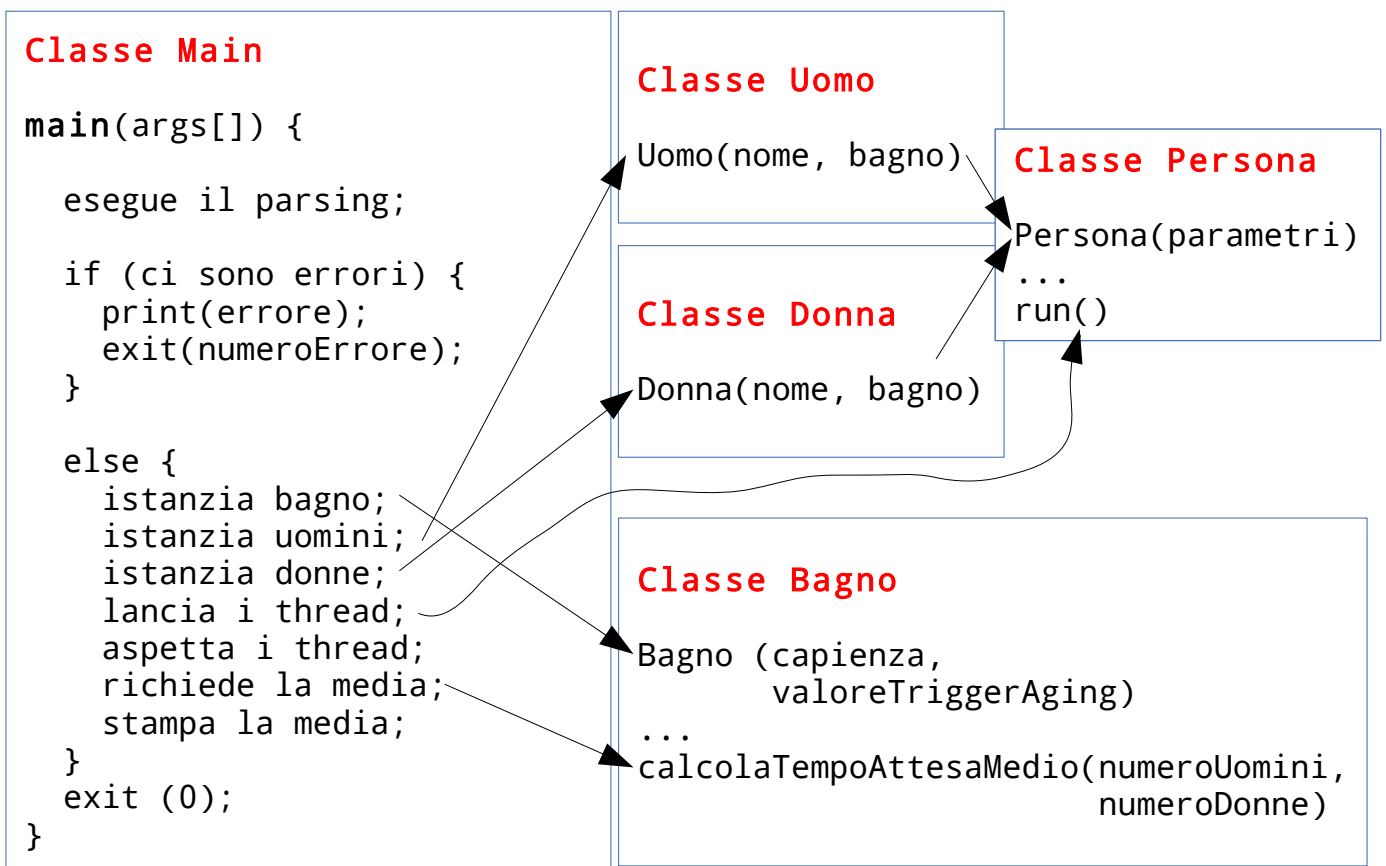 Classe Main
main(args[]) {
esegue il parsing;
if (ci sono errori) {
print(errore);
exit(numeroErrore);
}
else {
istanzia bagno;
istanzia uomini;
istanzia donne;
lancia i thread;
aspetta i thread;
richiede la media;
stampa la media;
}
exit (0);
}
Classe Uomo
Uomo(nome, bagno)
Classe Donna
Donna(nome, bagno)
Classe Persona
Persona(parametri)
...
run()
Classe Bagno
Bagno (capienza,
valoreTriggerAging)
...
calcolaTempoAttesaMedio(numeroUomini,
numeroDonne)